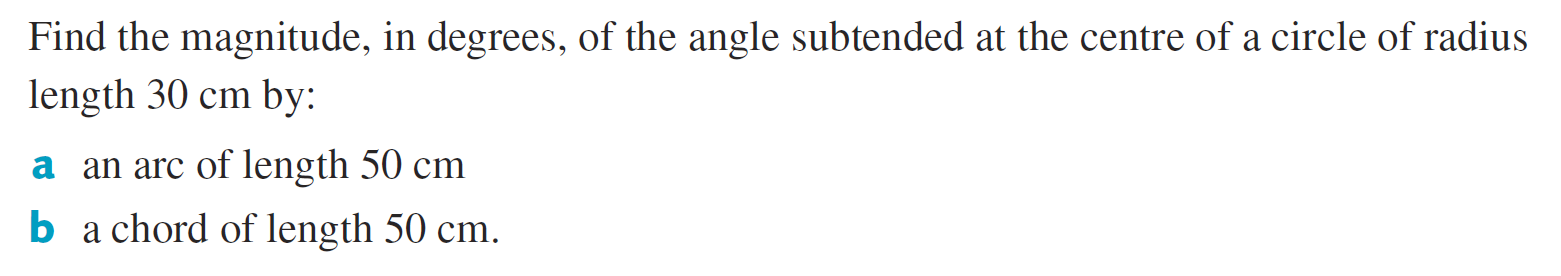 Find the magnitude, in degrees, of the angle subtended at the centre of a circle of radius
length 30 cm by:
a an arc of length 50 cm
b a chord of length 50 cm.